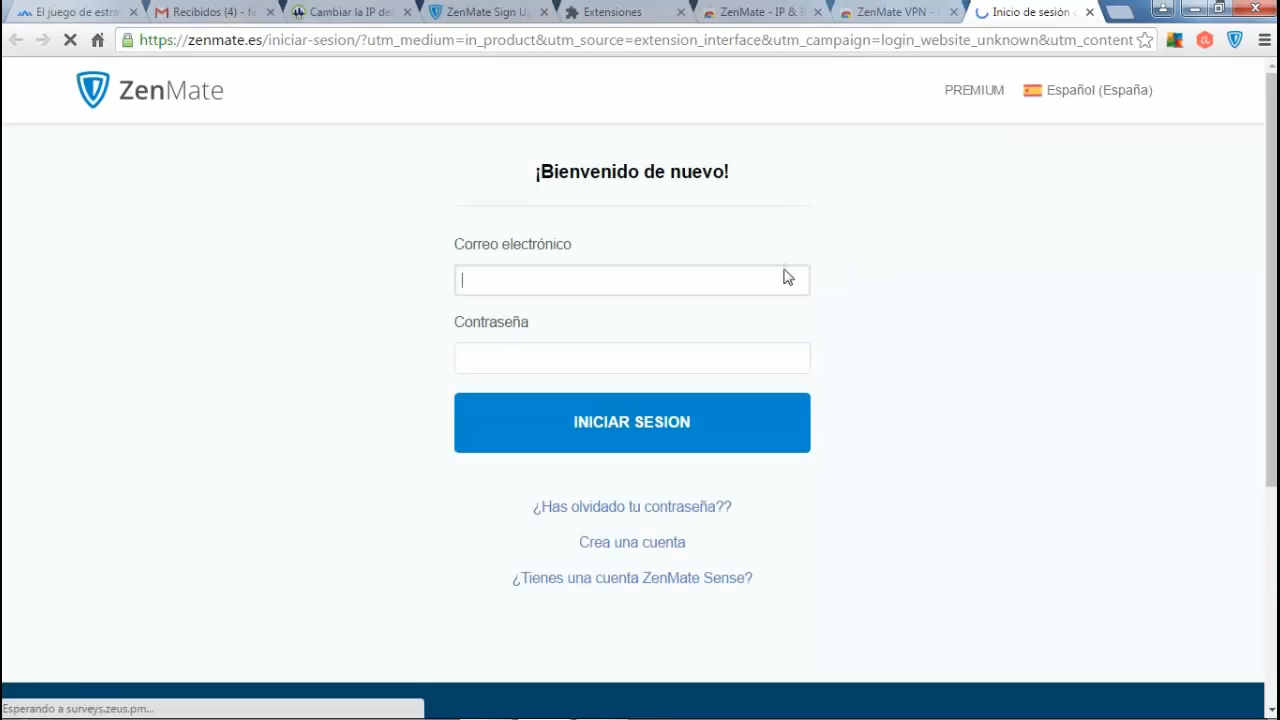 El juego de estra
Recibidos (4) - f
Cambiar la IP del
ZenMate Sign U
Extensiones
ZenMate - IP & B
ZenMate VPN -
Inicio de sesión
https://zenmate.es/iniciar-sesion/?utm_medium=in_product&utm_source=extension_interface&utm_campaign=login_website_unknown&utm_content
ZenMate
PREMIUM
Español (España)
¡Bienvenido de nuevo!
Correo electrónico
Contraseña
INICIAR SESION
¿Has olvidado tu contraseña??
Crea una cuenta
¿Tienes una cuenta ZenMate Sense?
Esperando a surveys.zeus.pm...